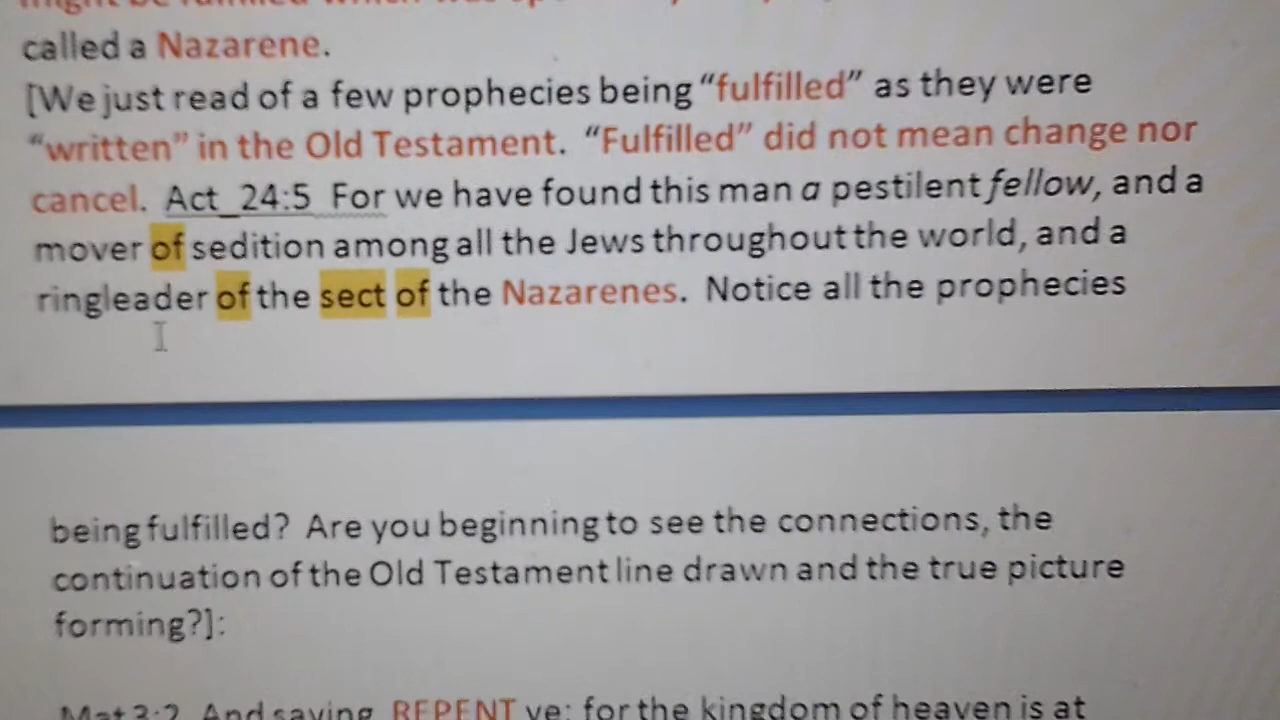 called a Nazarene.
[We just read of a few prophecies being “fulfilled” as they were
“written” in the Old Testament.  “Fulfilled” did not mean change nor
cancel.  Act_24:5  For we have found this man a pestilent fellow, and a
mover of sedition among all the Jews throughout the world, and a
ringleader of the sect of the Nazarenes.  Notice all the prophecies
being fulfilled?  Are you beginning to see the connections, the
continuation of the Old Testament line drawn and the true picture
forming?]:
Mat 3:2  And saying, REPENT ye: for the kingdom of heaven is at